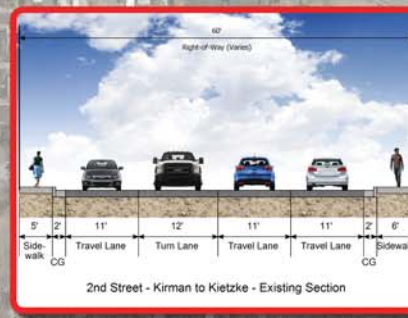 60'
Right-of-Way (Varies)
5' 2' 11' 12' 11' 11' 2' 6'
Side-
walk
CG
Travel Lane
Turn Lane
Travel Lane
Travel Lane
CG
Sidewa
2nd Street - Kirman to Kietzke - Existing Section